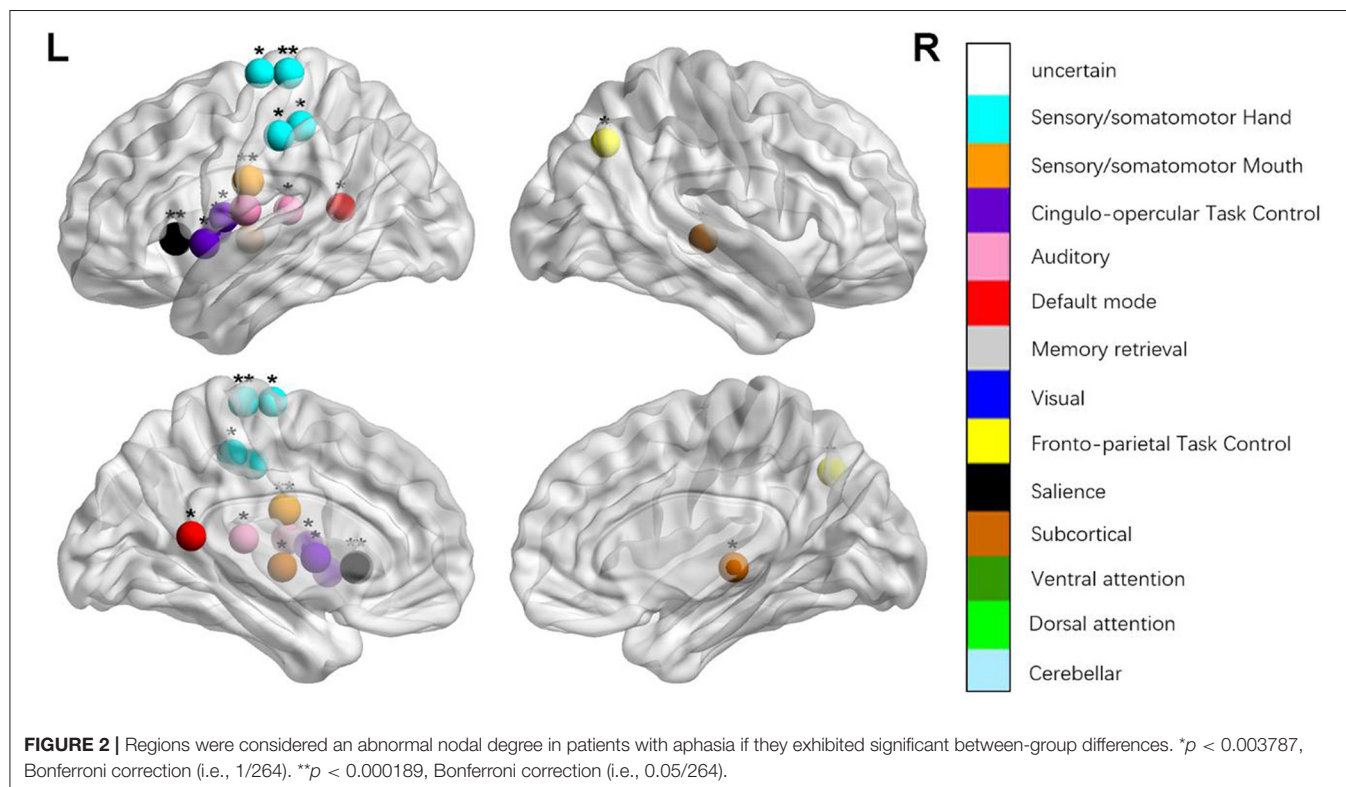 L
R
* **
* *
**
* *
*
*
**
*
*
** *
*
**
*
*
*
*
*
**
*
**
*
uncertain
Sensory/somatomotor Hand
Sensory/somatomotor Mouth
Cingulo-opercular Task Control
Auditory
Default mode
Memory retrieval
Visual
Fronto-parietal Task Control
Salience
Subcortical
Ventral attention
Dorsal attention
Cerebellar
FIGURE 2 | Regions were considered an abnormal nodal degree in patients with aphasia if they exhibited significant between-group differences. *p < 0.003787,
Bonferroni correction (i.e., 1/264). **p < 0.000189, Bonferroni correction (i.e., 0.05/264).